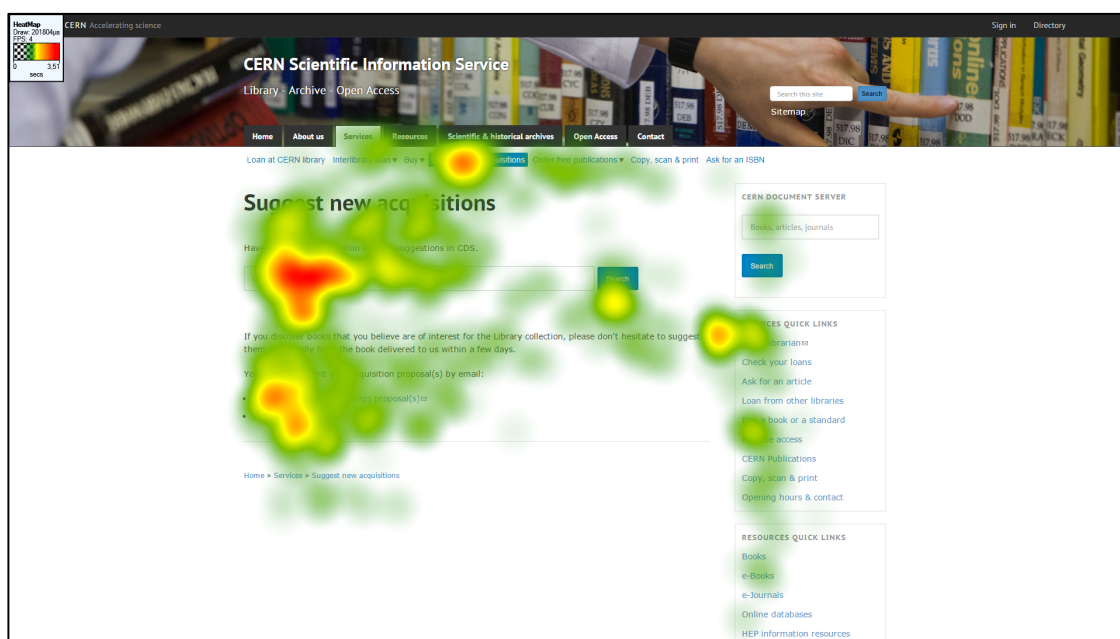 HeatMap
Draw: 201804µs
FPS: 4
0 3,51
secs
CERN Accelerating science
Sign in Directory
CERN Scientific Information Service
Library - Archive - Open Access
Search this site Search
Sitemap
Home About us Services Resources Scientific & historical archives Open Access Contact
Loan at CERN library Interlibrary loan Buy Order free publications Copy, scan & print Ask for an ISBN
Suggest new acquisitions
suggestions in CDS.
Search
If you discover books that you believe are of interest for the Library collection, please don't hesitate to suggest
the book delivered to us within a few days.
acquisition proposal(s) by email:
proposal(s)
Home » Services » Suggest new acquisitions
CERN DOCUMENT SERVER
Books, articles, journals
Search
QUICK LINKS
Check your loans
Ask for an article
Loan from other libraries
book or a standard
access
CERN Publications
Copy, scan & print
Opening hours & contact
RESOURCES QUICK LINKS
Books
e-Books
e-Journals
Online databases
HEP information resources